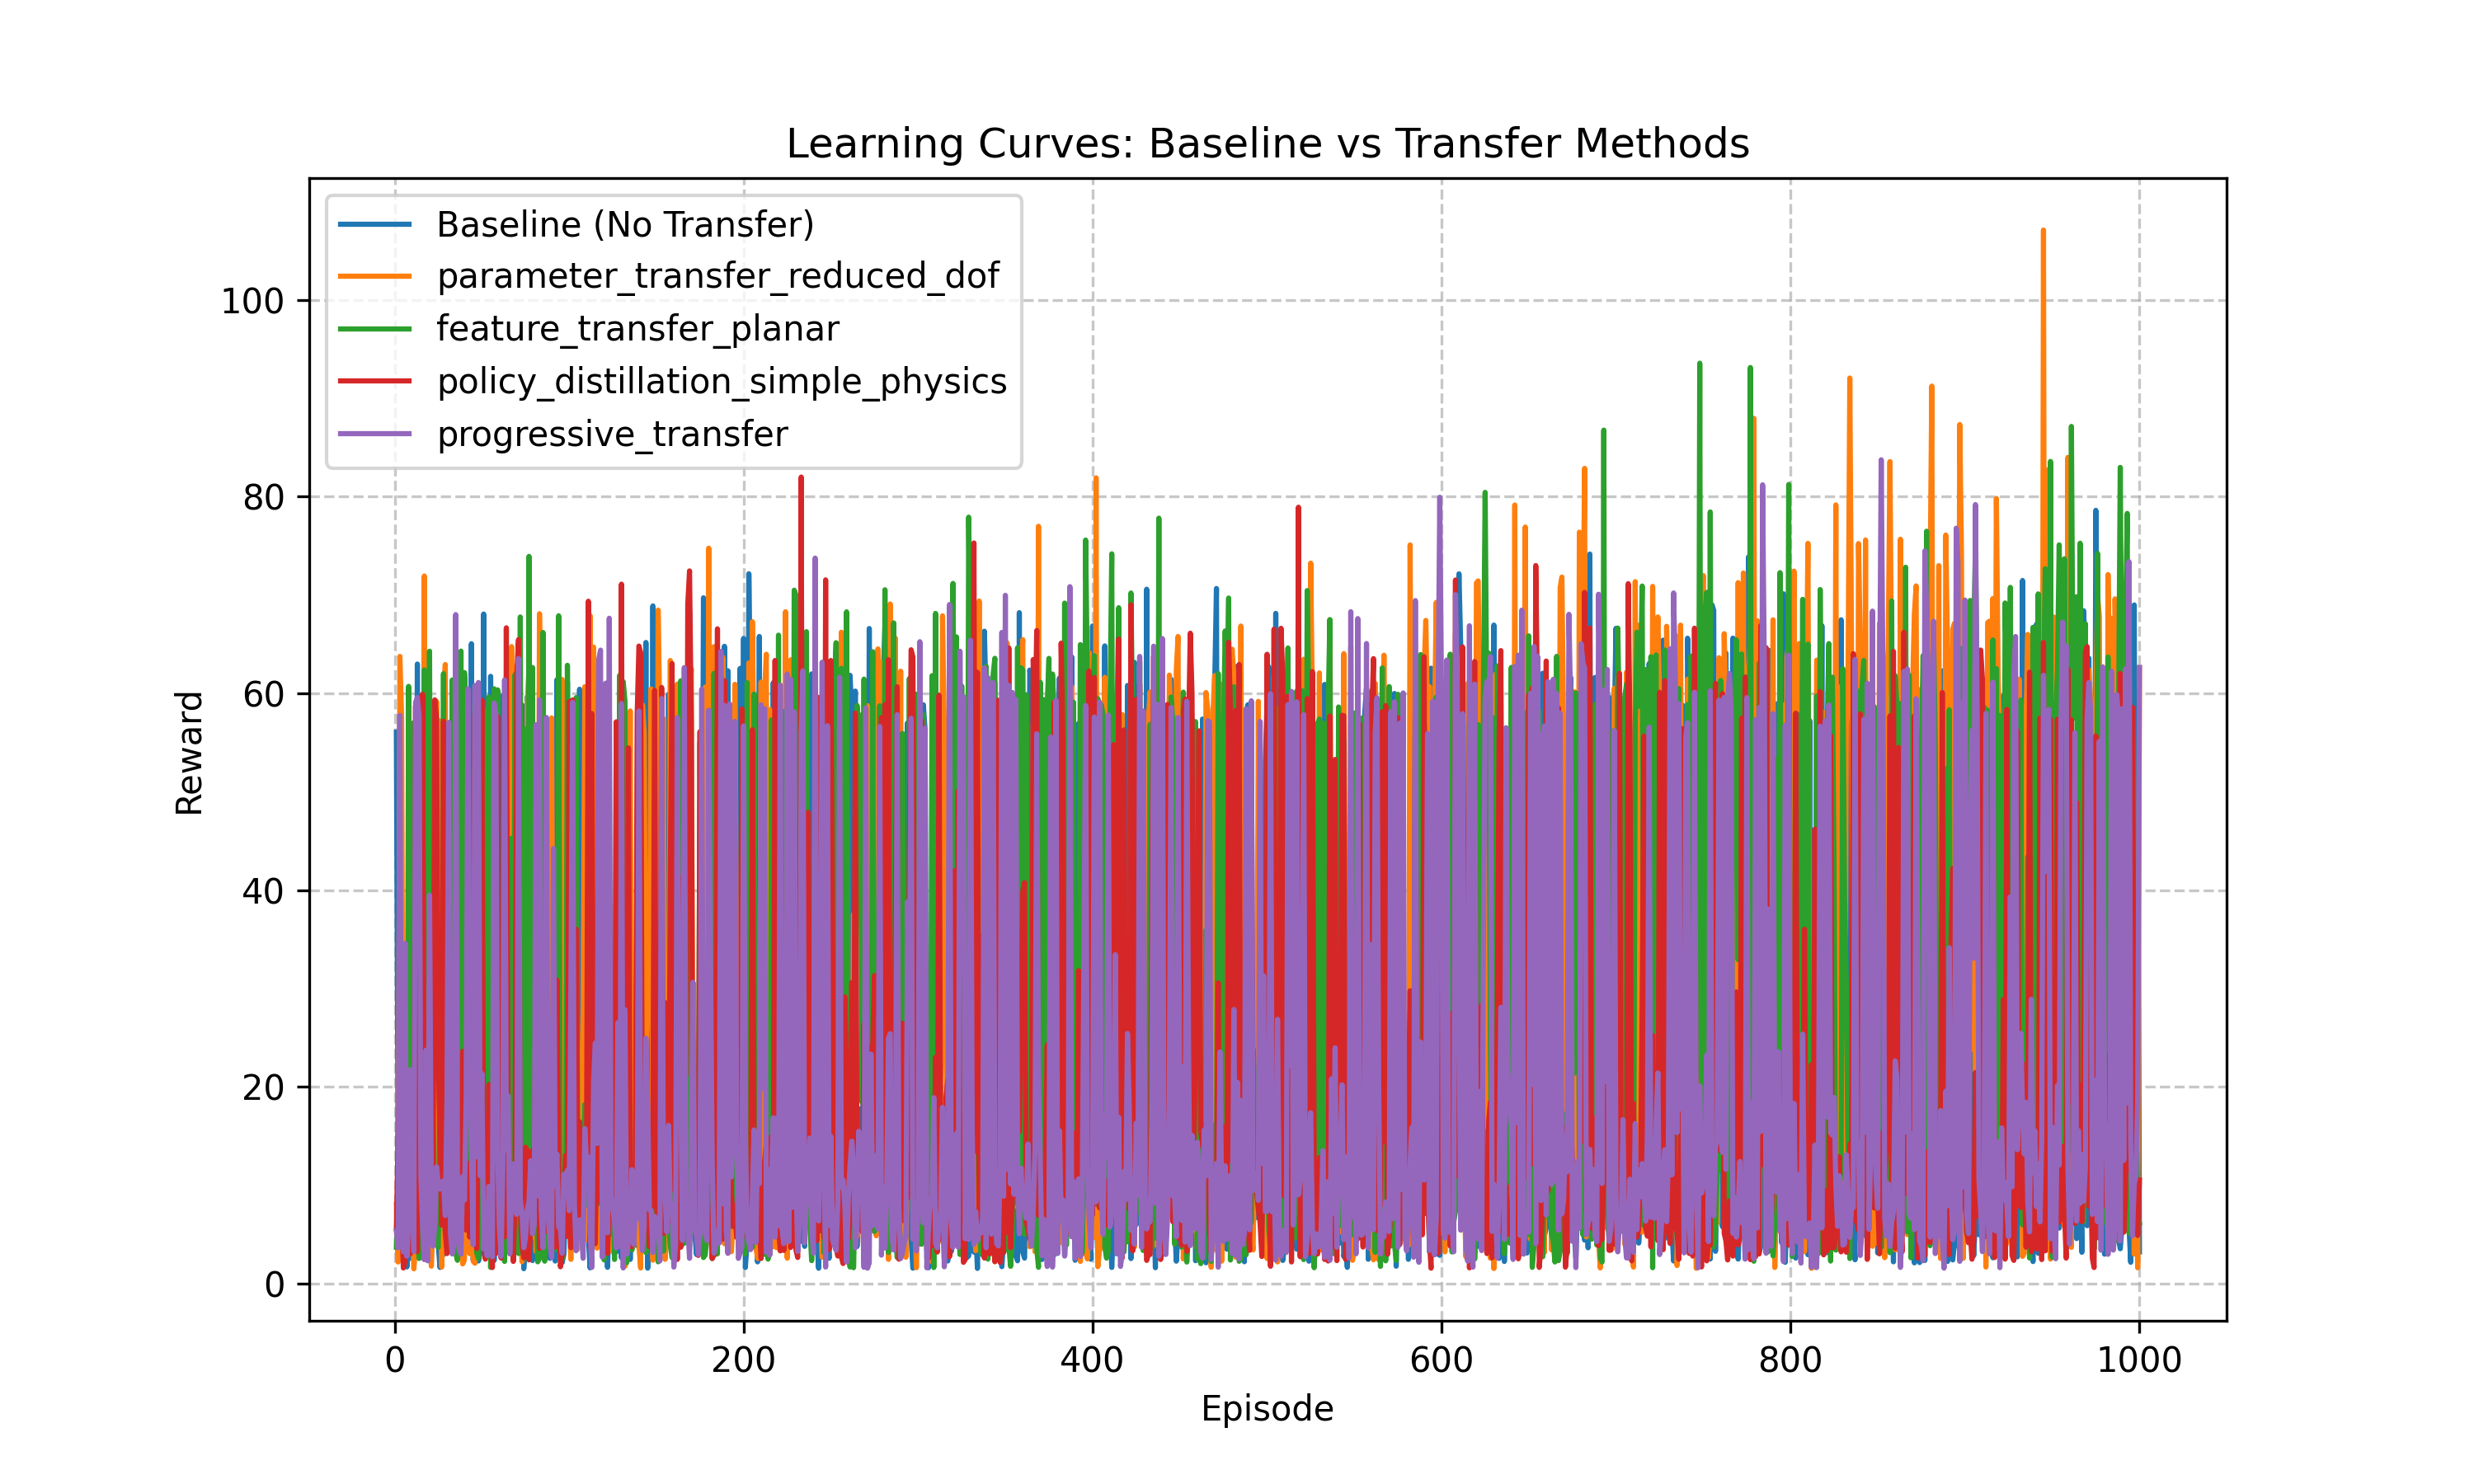 Learning Curves: Baseline vs Transfer Methods
Baseline (No Transfer)
parameter_transfer_reduced_dof
feature_transfer_planar
policy_distillation_simple_physics
progressive_transfer
100
80
60
40
20
0
Reward
0 200 400 600 800 1000
Episode